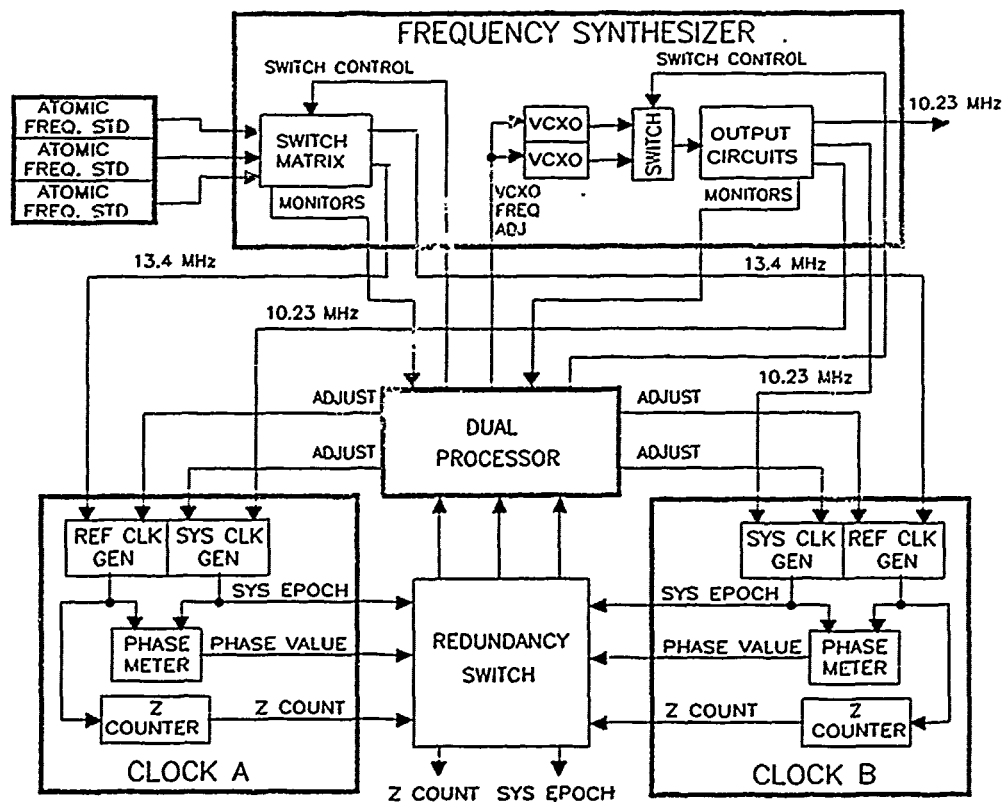 FREQUENCY SYNTHESIZER
SWITCH CONTROL
SWITCH CONTROL
ATOMIC
FREQ. STD
ATOMIC
FREQ. STD
ATOMIC
FREQ. STD
SWITCH
MATRIX
MONITORS
VCXO
VCXO
VCXO
FREQ
ADJ
SWITCH
OUTPUT
CIRCUITS
MONITORS
10.23 MHz
13.4 MHz
13.4 MHz
10.23 MHz
10.23 MHz
ADJUST
ADJUST
DUAL
PROCESSOR
ADJUST
ADJUST
REF CLK
GEN
SYS CLK
GEN
SYS EPOCH
PHASE
METER
PHASE VALUE
Z
COUNTER
Z COUNT
CLOCK A
REDUNDANCY
SWITCH
Z COUNT
SYS EPOCH
SYS CLK
GEN
REF CLK
GEN
SYS EPOCH
PHASE VALUE
PHASE
METER
Z COUNT
Z
COUNTER
CLOCK B